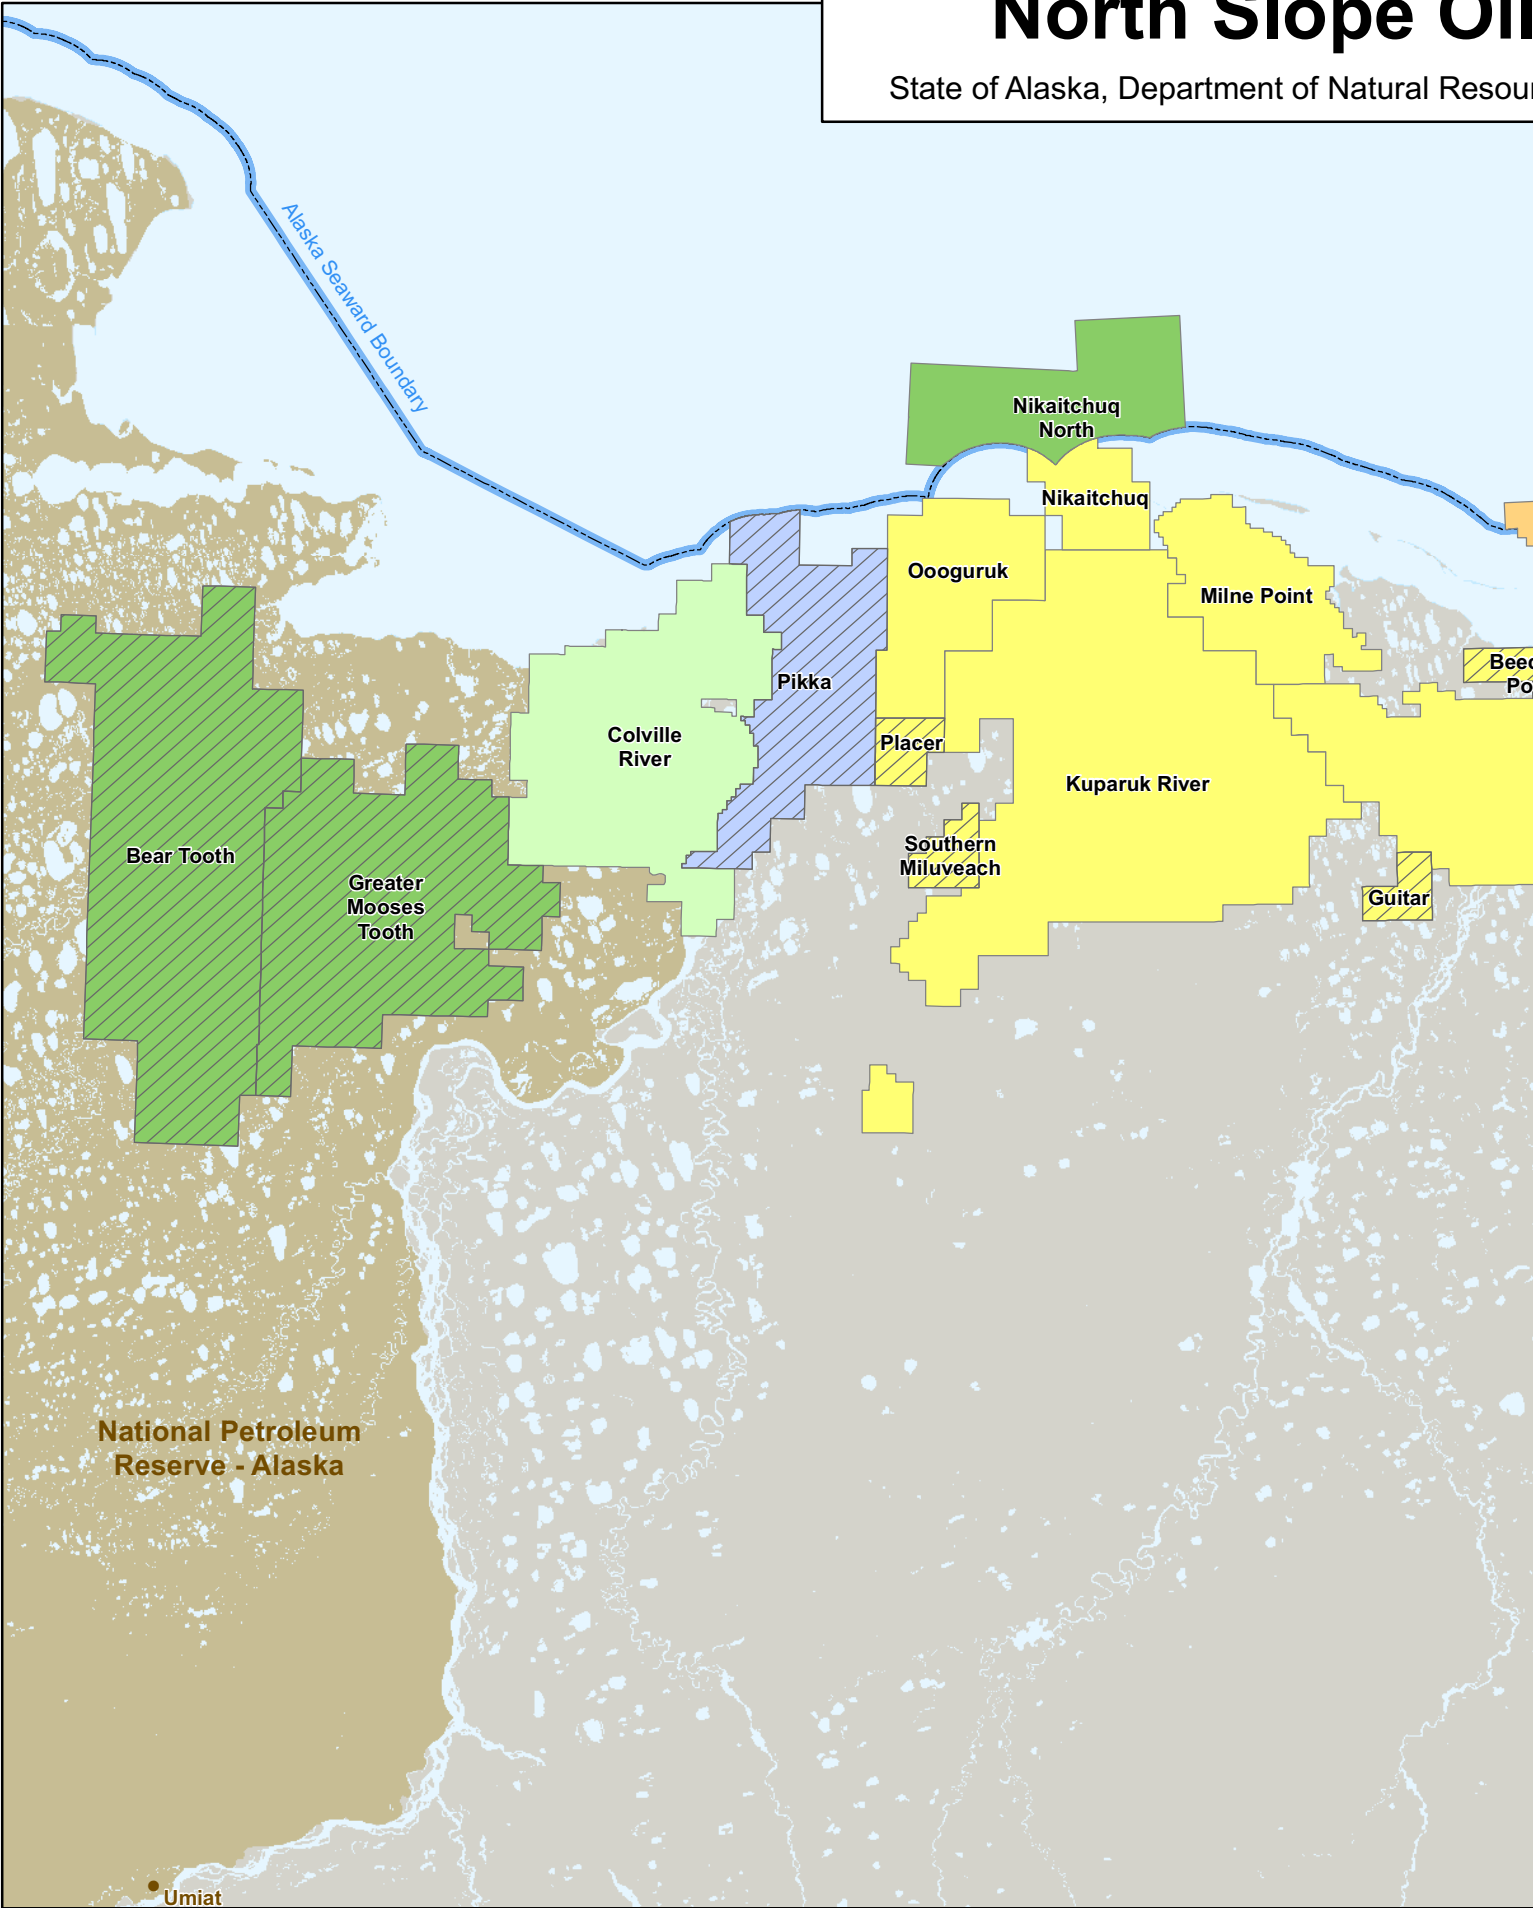 North Slope Oil
State of Alaska, Department of Natural Resour
Alaska Seaward Boundary
Nikaitchuq
North
Nikaitchuq
Oooguruk
Milne Point
Beec
Po
Pikka
Colville
River
Placer
Kuparuk River
Southern
Miluveach
Guitar
Bear Tooth
Greater
Mooses
Tooth
National Petroleum
Reserve - Alaska
Umiat